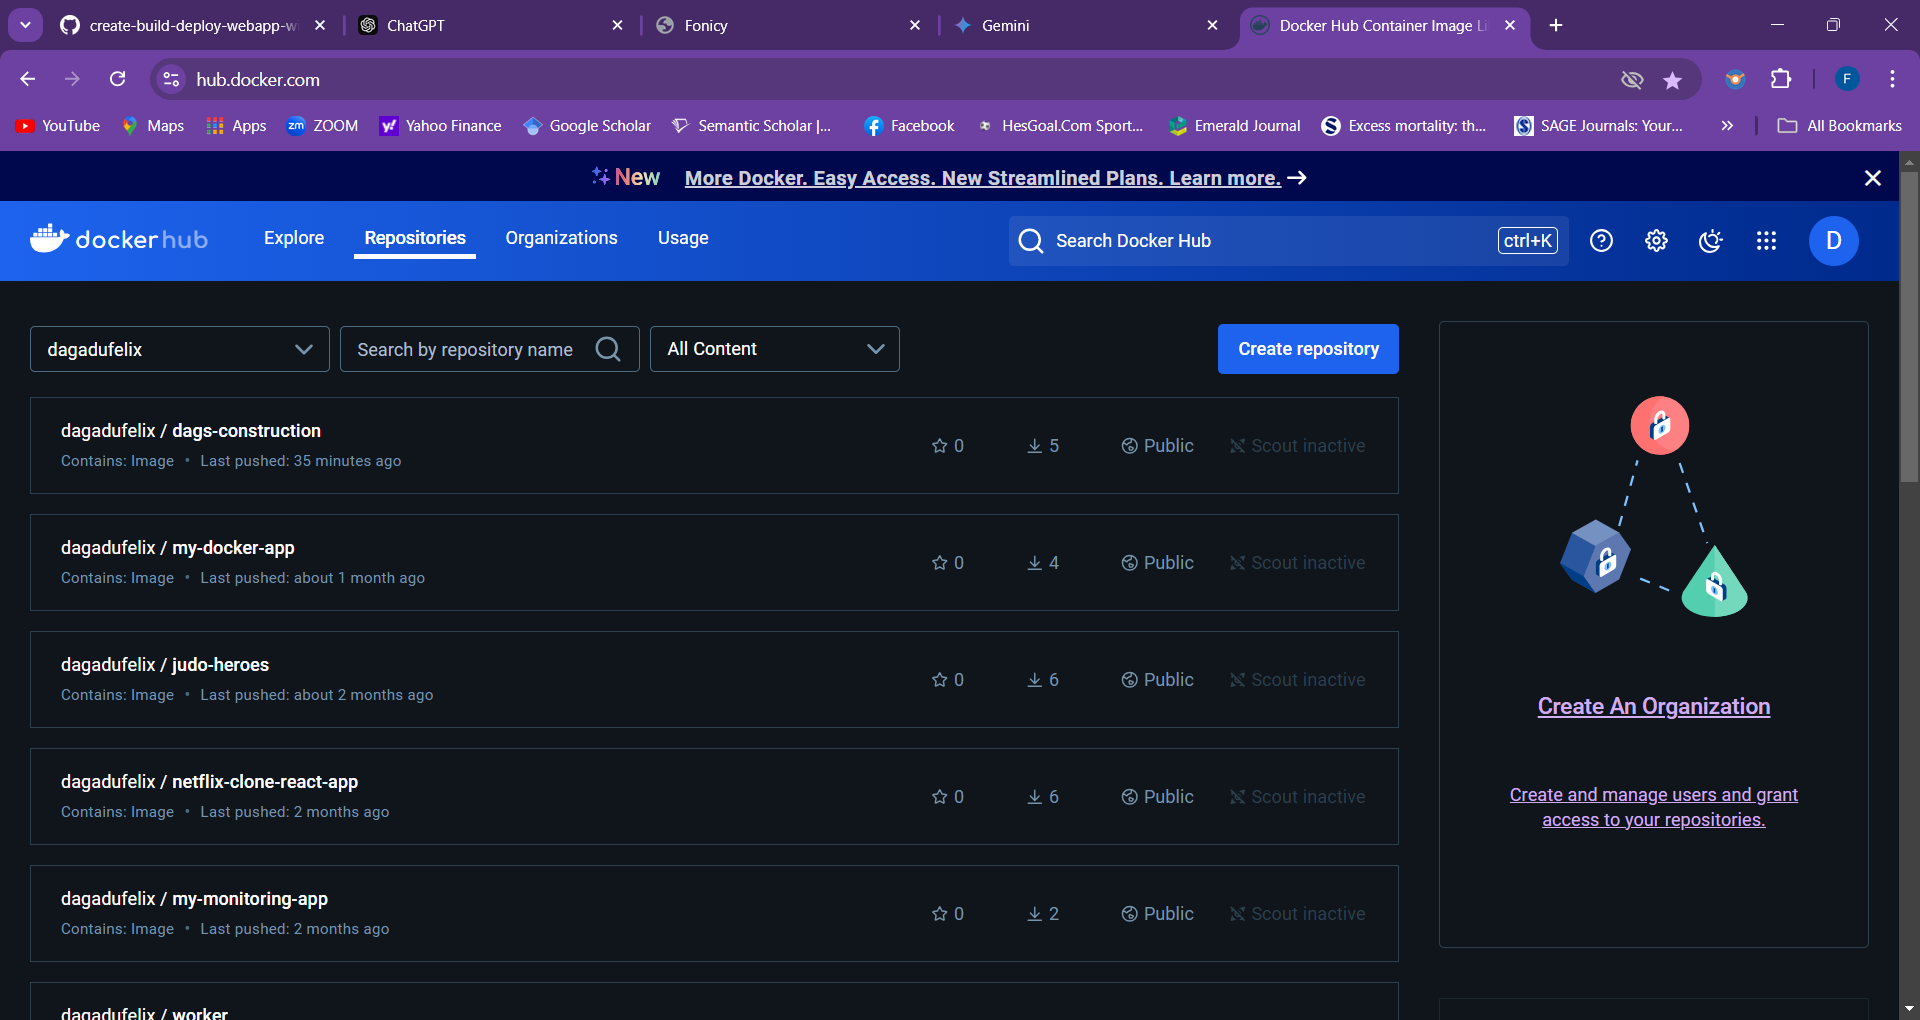 create-build-deploy-webapp-w
ChatGPT
Fonicy
Gemini
Docker Hub Container Image Li
hub.docker.com
F
YouTube
Maps
Apps
zm ZOOM
y! Yahoo Finance
Google Scholar
Semantic Scholar |...
Facebook
HesGoal.Com Sport...
Emerald Journal
S Excess mortality: th...
S SAGE Journals: Your...
All Bookmarks
New More Docker. Easy Access. New Streamlined Plans. Learn more. →
docker hub
Explore
Repositories
Organizations
Usage
Search Docker Hub
ctrl+K
D
dagadufelix
Search by repository name
All Content
Create repository
dagadufelix / dags-construction
Contains: Image • Last pushed: 35 minutes ago
0
5
Public
Scout inactive
dagadufelix / my-docker-app
Contains: Image • Last pushed: about 1 month ago
0
4
Public
Scout inactive
dagadufelix / judo-heroes
Contains: Image • Last pushed: about 2 months ago
0
6
Public
Scout inactive
dagadufelix / netflix-clone-react-app
Contains: Image • Last pushed: 2 months ago
0
6
Public
Scout inactive
dagadufelix / my-monitoring-app
Contains: Image • Last pushed: 2 months ago
0
2
Public
Scout inactive
dagadufelix / worker
Create An Organization
Create and manage users and grant
access to your repositories.